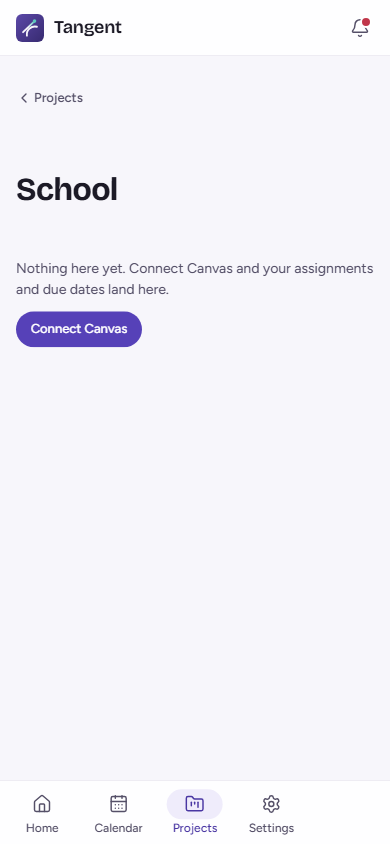 Tangent
Projects
School
Nothing here yet. Connect Canvas and your assignments
and due dates land here.
Connect Canvas
Home
Calendar
Projects
Settings